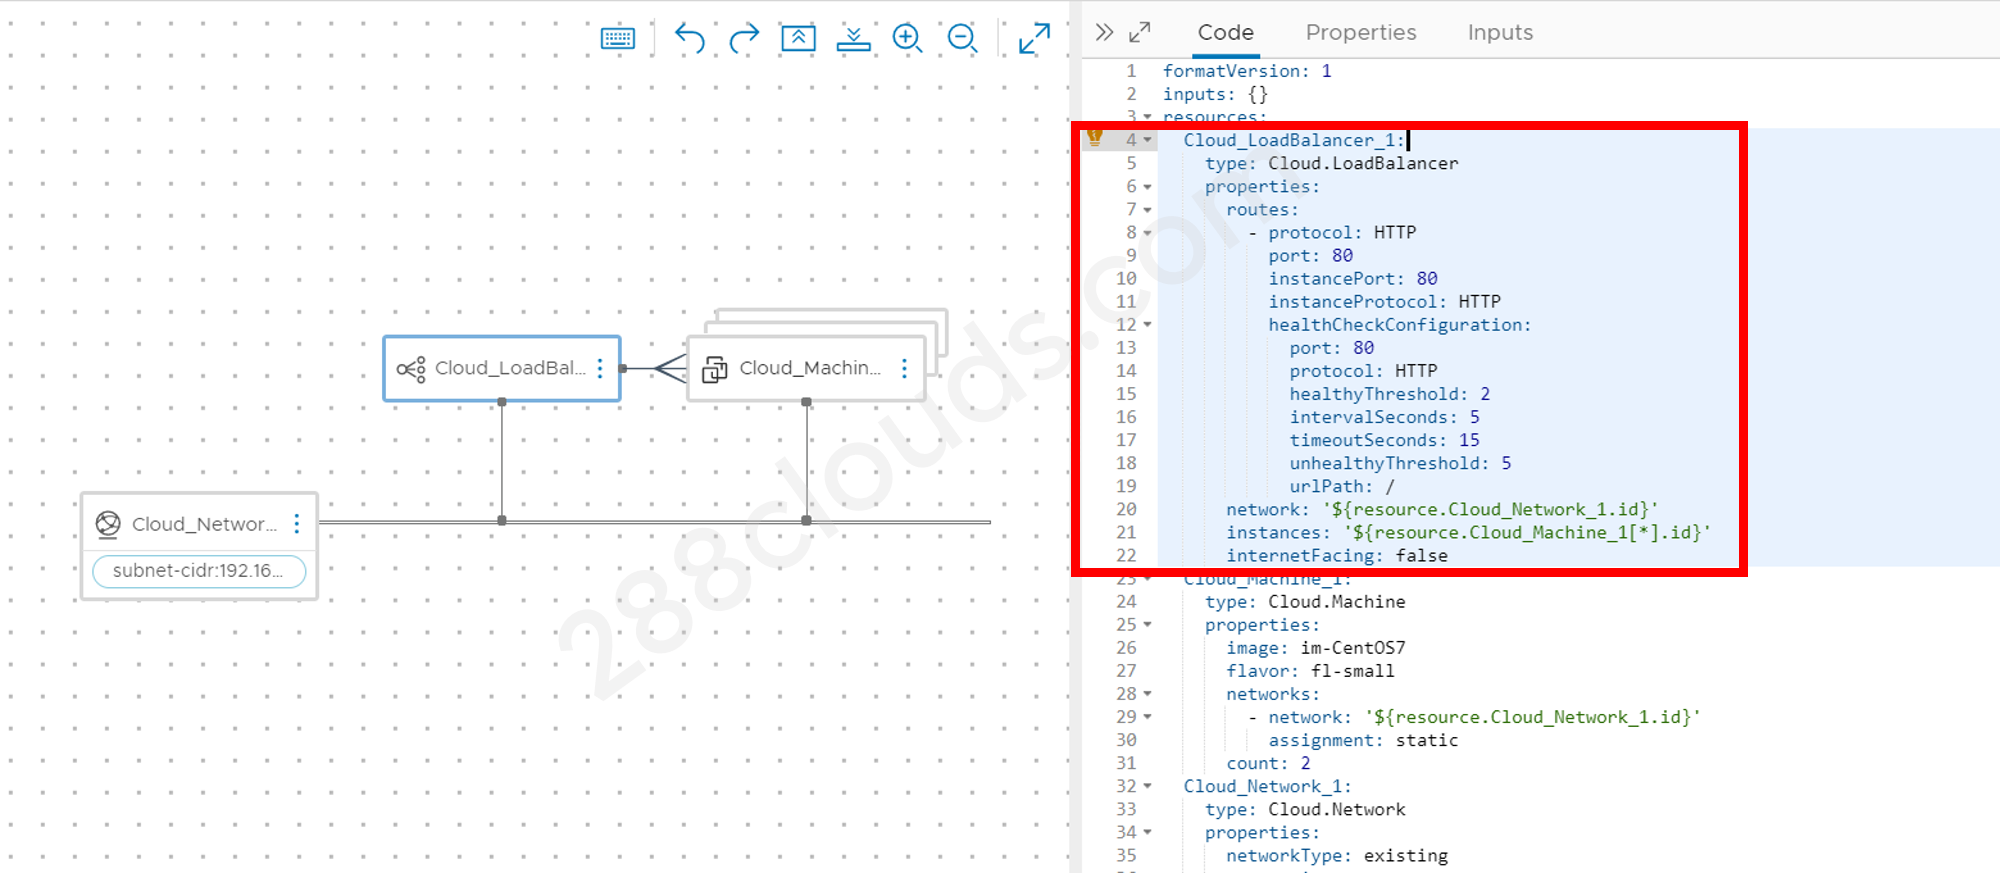 Code Properties Inputs
Cloud_LoadBal...
Cloud_Machin...
Cloud_Networ...
subnet-cidr:192.16...
288clouds.com
1 formatVersion: 1
2 inputs: {}
3 resources:
4 Cloud_LoadBalancer_1:
5 type: Cloud.LoadBalancer
6 properties:
7 routes:
8 - protocol: HTTP
9 port: 80
10 instancePort: 80
11 instanceProtocol: HTTP
12 healthCheckConfiguration:
13 port: 80
14 protocol: HTTP
15 healthyThreshold: 2
16 intervalSeconds: 5
17 timeoutSeconds: 15
18 unhealthyThreshold: 5
19 urlPath: /
20 network: '${resource.Cloud_Network_1.id}'
21 instances: '${resource.Cloud_Machine_1[*].id}'
22 internetFacing: false
23 Cloud_Machine_1:
24 type: Cloud.Machine
25 properties:
26 image: im-CentOS7
27 flavor: fl-small
28 networks:
29 - network: '${resource.Cloud_Network_1.id}'
30 assignment: static
31 count: 2
32 Cloud_Network_1:
33 type: Cloud.Network
34 properties:
35 networkType: existing